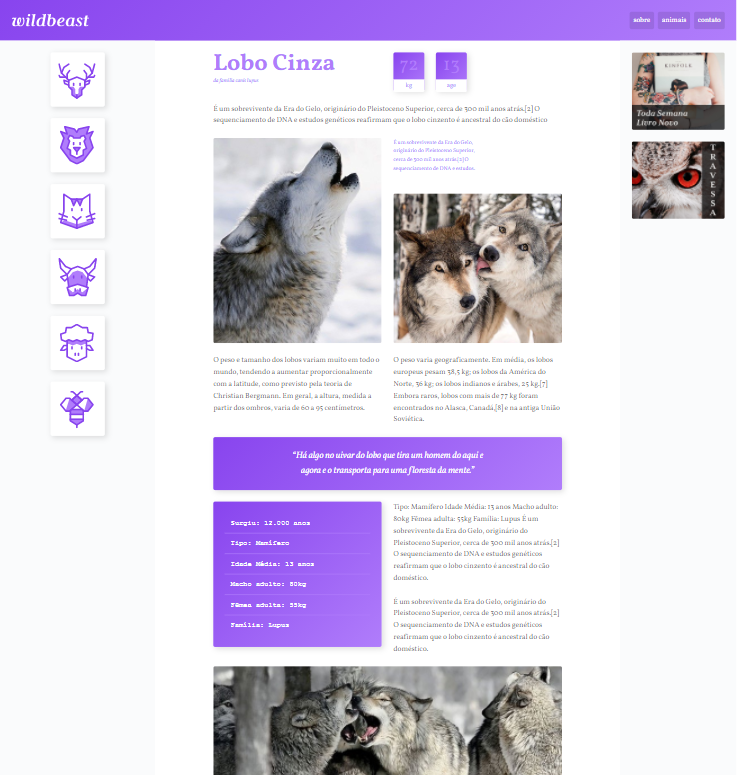 wildbeast
sobre animais contato
Lobo Cinza
da família canis lupus
72
kg
13
ago
É um sobrevivente da Era do Gelo, originário do Pleistoceno Superior, cerca de 300 mil anos atrás.[2] O
sequenciamento de DNA e estudos genéticos reafirmam que o lobo cinzento é ancestral do cão doméstico
É um sobrevivente da Era do Gelo,
originário do Pleistoceno Superior,
cerca de 300 mil anos atrás.[2]O
sequenciamento de DNA e estudos.
O peso e tamanho dos lobos variam muito em todo o
mundo, tendendo a aumentar proporcionalmente
com a latitude, como previsto pela teoria de
Christian Bergmann. Em geral, a altura, medida a
partir dos ombros, varia de 60 a 95 centímetros.
O peso varia geograficamente. Em média, os lobos
europeus pesam 38,5 kg; os lobos da América do
Norte, 36 kg; os lobos indianos e árabes, 25 kg.[7]
Embora raros, lobos com mais de 77 kg foram
encontrados no Alasca, Canadá,[8] e na antiga União
Soviética.
“Há algo no uivar do lobo que tira um homem do aqui e
agora e o transporta para uma floresta da mente.”
Surgiu: 12.000 anos
Tipo: Mamífero
Idade Média: 13 anos
Macho adulto: 80kg
Fêmea adulta: 55kg
Família: Lupus
Tipo: Mamífero Idade Média: 13 anos Macho adulto:
80kg Fêmea adulta: 55kg Família: Lupus É um
sobrevivente da Era do Gelo, originário do
Pleistoceno Superior, cerca de 300 mil anos atrás.[2]
O sequenciamento de DNA e estudos genéticos
reafirmam que o lobo cinzento é ancestral do cão
doméstico.
É um sobrevivente da Era do Gelo, originário do
Pleistoceno Superior, cerca de 300 mil anos atrás.[2]
O sequenciamento de DNA e estudos genéticos
reafirmam que o lobo cinzento é ancestral do cão
doméstico.
KINFOLK
Toda Semana
Livro Novo
TRAVESSA